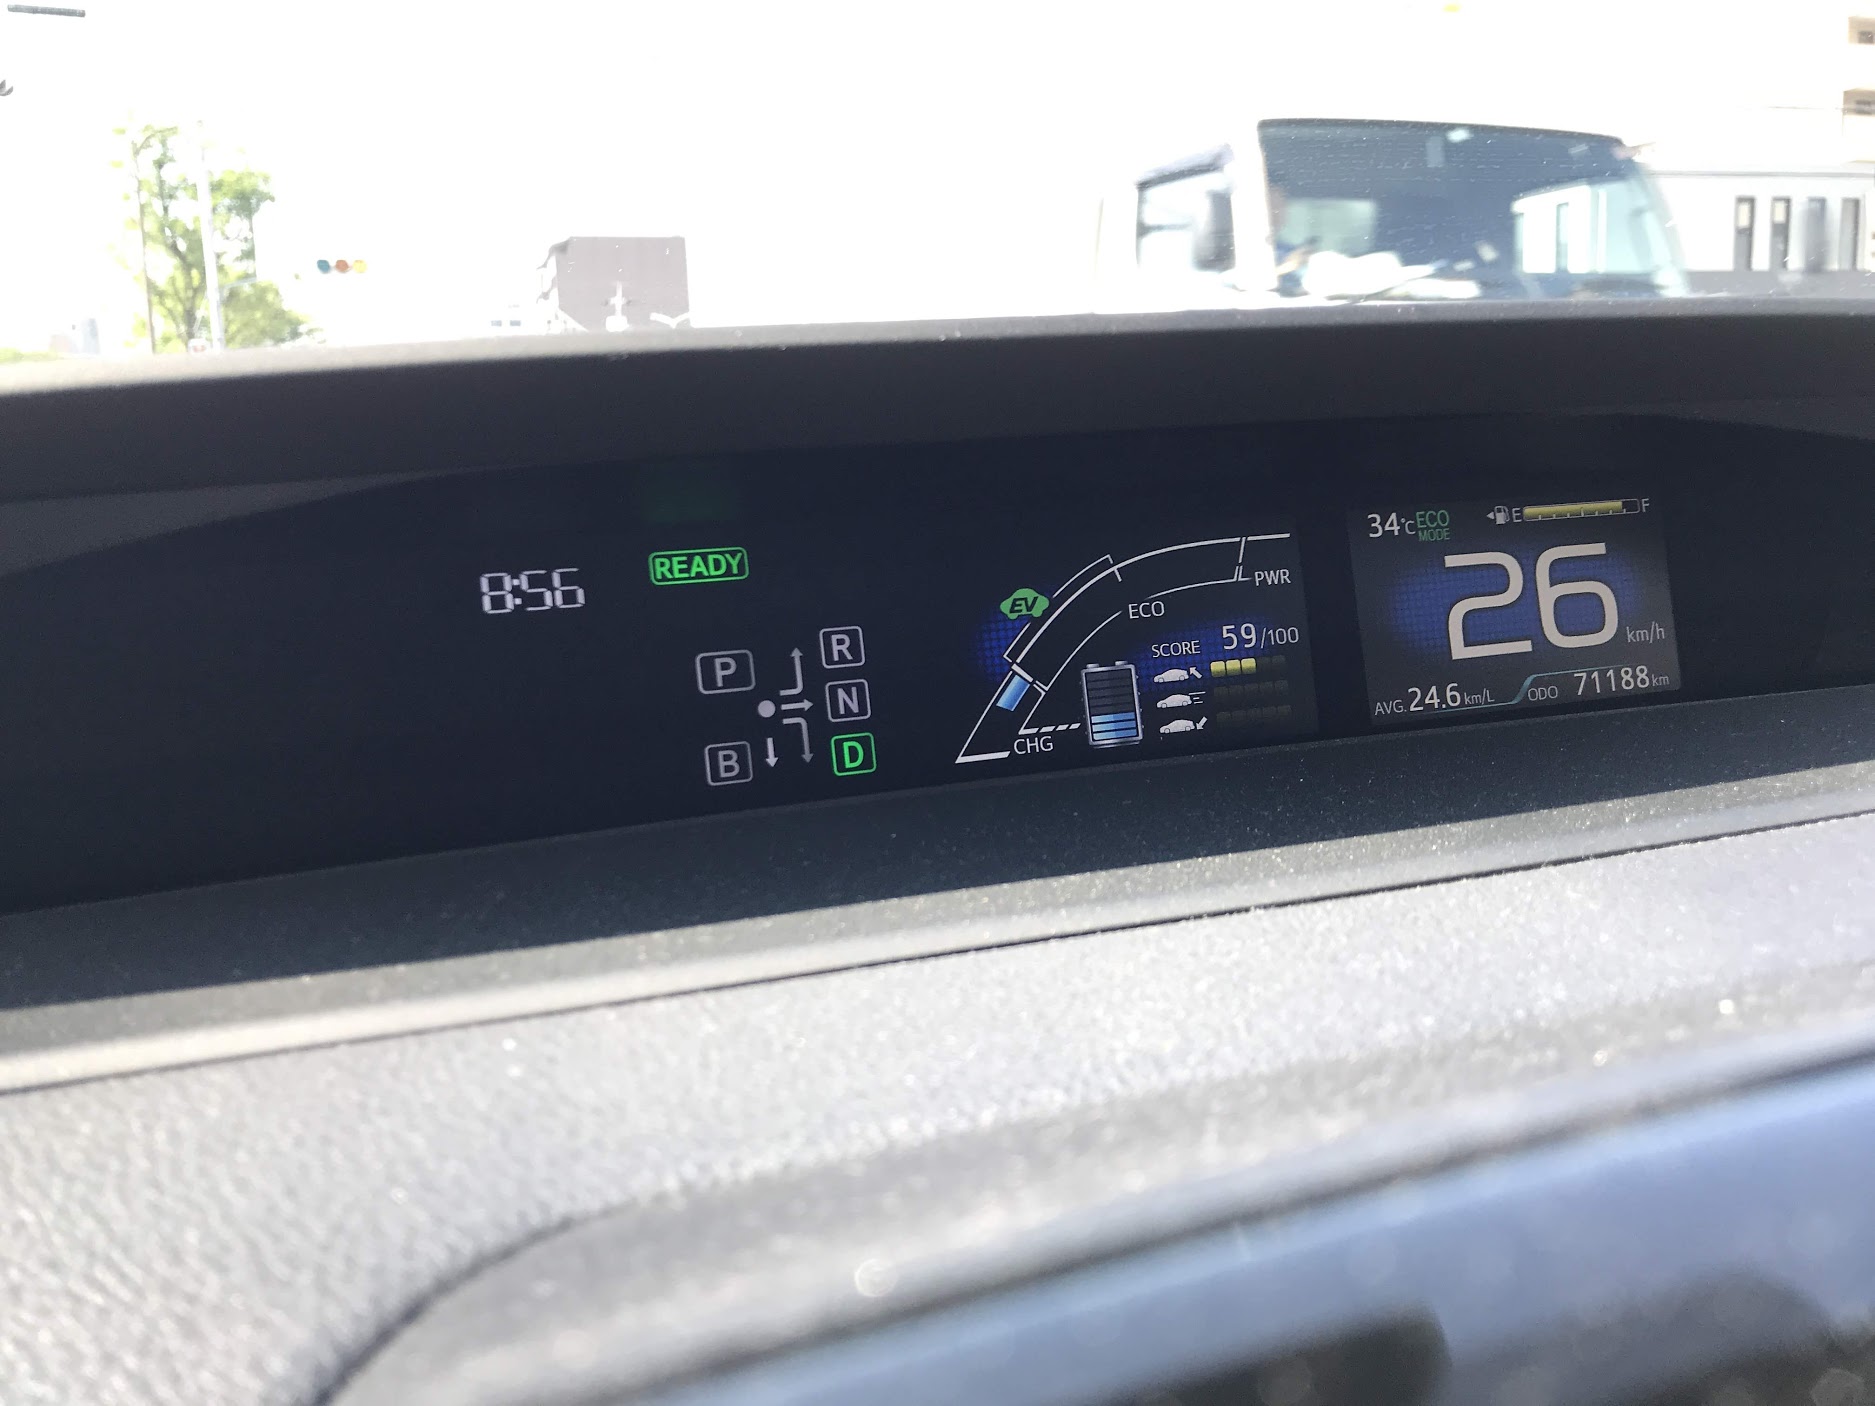 8:56
READY
P
R
N
B
D
EV
CHG
ECO
PWR
SCORE 59/100
34°C ECO MODE
E F
26 km/h
AVG. 24.6 km/L
ODO 71188 km